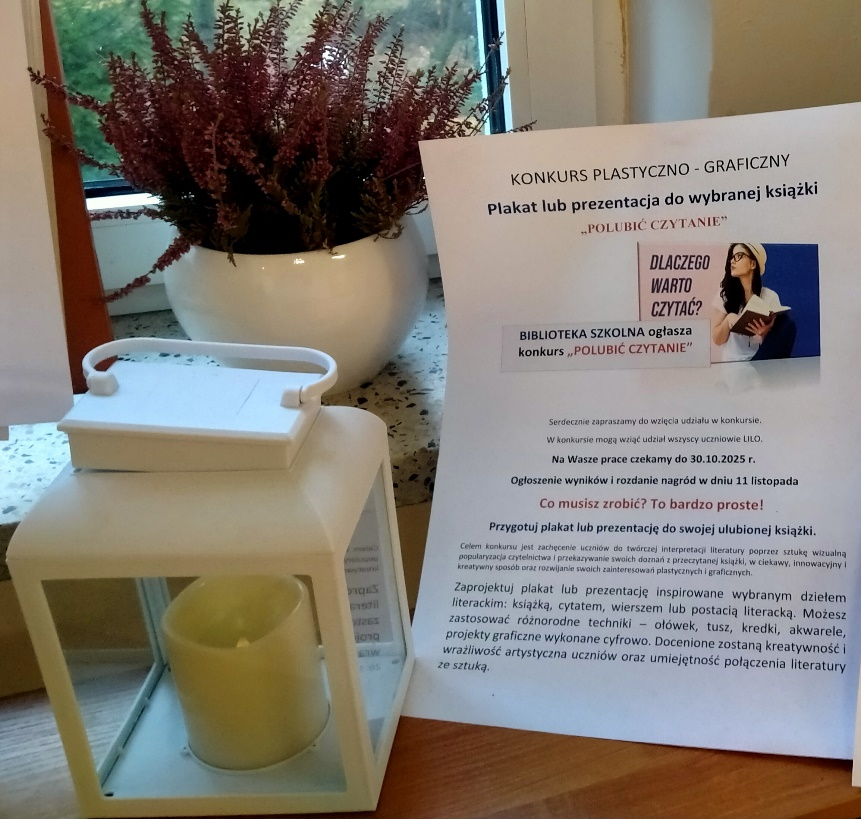 KONKURS PLASTYCZNO - GRAFICZNY
Plakat lub prezentacja do wybranej książki
„POLUBIĆ CZYTANIE”
DLACZEGO
WARTO
CZYTAĆ?
BIBLIOTEKA SZKOLNA ogłasza
konkurs „POLUBIĆ CZYTANIE”
Serdecznie zapraszamy do wzięcia udziału w konkursie.
W konkursie mogą wziąć udział wszyscy uczniowie LILO.
Na Wasze prace czekamy do 30.10.2025 r.
Ogłoszenie wyników i rozdanie nagród w dniu 11 listopada
Co musisz zrobić? To bardzo proste!
Przygotuj plakat lub prezentację do swojej ulubionej książki.
Celem konkursu jest zachęcenie uczniów do twórczej interpretacji literatury poprzez sztukę wizualną
popularyzacja czytelnictwa i przekazywanie swoich doznań z przeczytanej książki, w ciekawy, innowacyjny i
kreatywny sposób oraz rozwijanie swoich zainteresowań plastycznych i graficznych.
Zaprojektuj plakat lub prezentację inspirowane wybranym dziełem
literackim: książką, cytatem, wierszem lub postacią literacką. Możesz
zastosować różnorodne techniki – ołówek, tusz, kredki, akwarele,
projekty graficzne wykonane cyfrowo. Docenione zostaną kreatywność i
wrażliwość artystyczna uczniów oraz umiejętność połączenia literatury
ze sztuką.